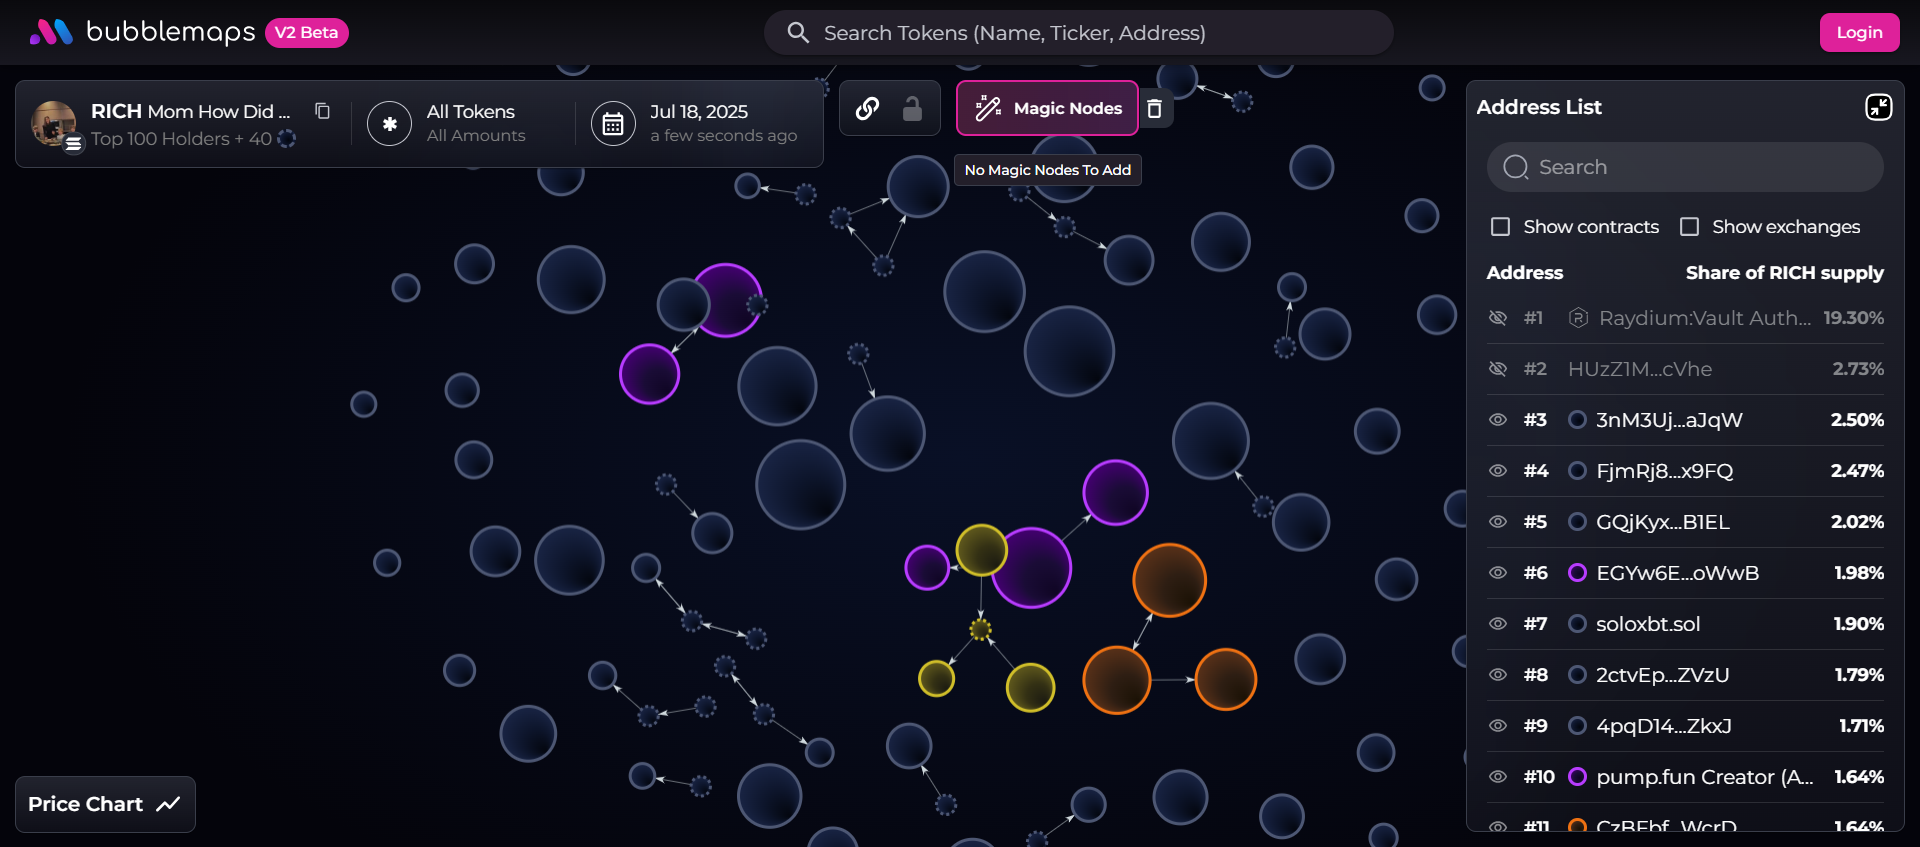 bubblemaps V2 Beta
Search Tokens (Name, Ticker, Address)
Login
RICH Mom How Did ...
Top 100 Holders + 40
All Tokens
All Amounts
Jul 18, 2025
a few seconds ago
Magic Nodes
No Magic Nodes To Add
Address List
Search
Show contracts Show exchanges
Address Share of RICH supply
#1 Raydium:Vault Auth... 19.30%
#2 HUzZ1M...cVhe 2.73%
#3 3nM3Uj...aJqW 2.50%
#4 FjmRj8...x9FQ 2.47%
#5 GQjKyx...B1EL 2.02%
#6 EGYw6E...oWwB 1.98%
#7 soloxbt.sol 1.90%
#8 2ctvEp...ZVzU 1.79%
#9 4pqD14...ZkxJ 1.71%
#10 pump.fun Creator (A... 1.64%
#11 CzBFbf...WcrD 1.64%
Price Chart